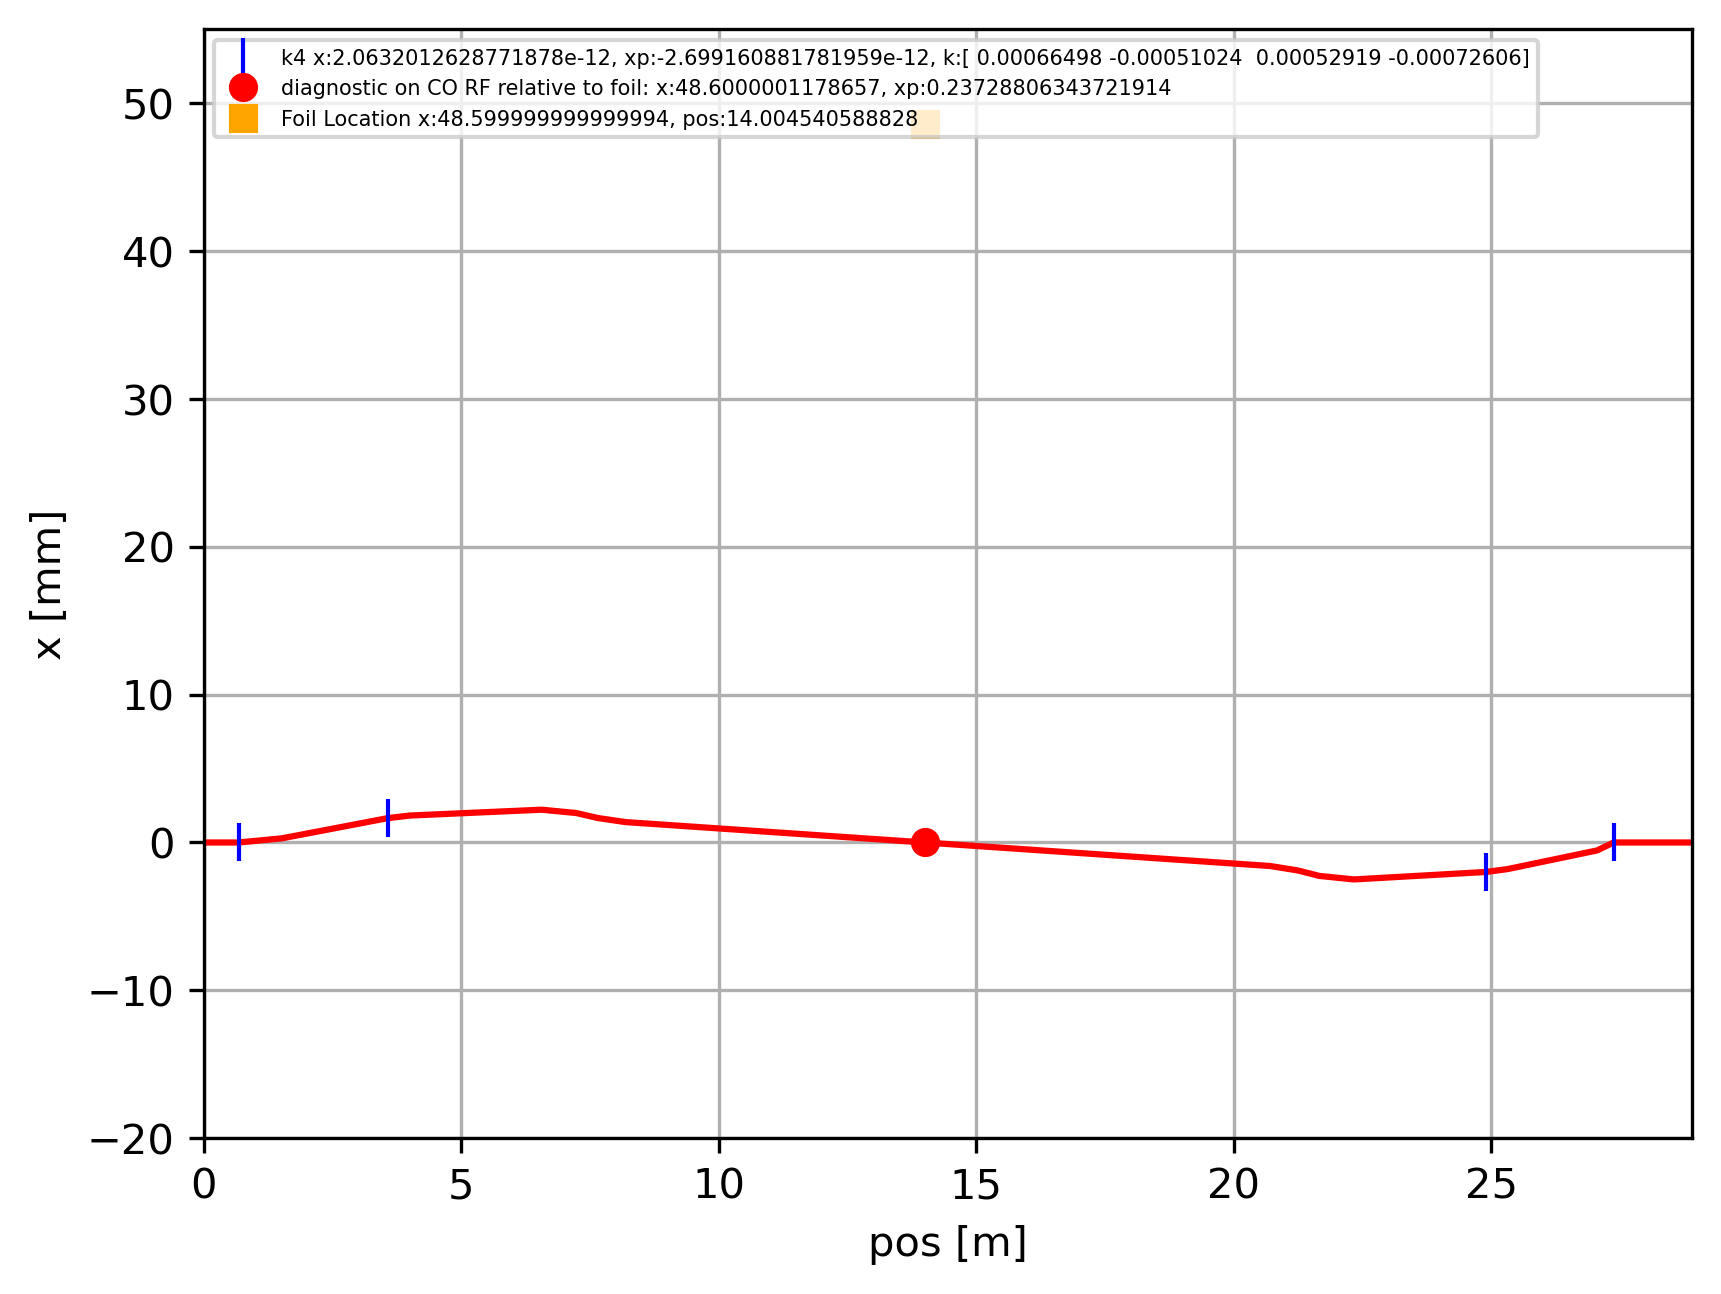 k4 x:2.0632012628771878e-12, xp:-2.699160881781959e-12, k:[ 0.00066498 -0.00051024  0.00052919 -0.00072606]
diagnostic on CO RF relative to foil: x:48.6000001178657, xp:0.23728806343721914
Foil Location x:48.599999999999994, pos:14.004540588828
50
40
30
20
10
0
−10
−20
x [mm]
0 5 10 15 20 25
pos [m]